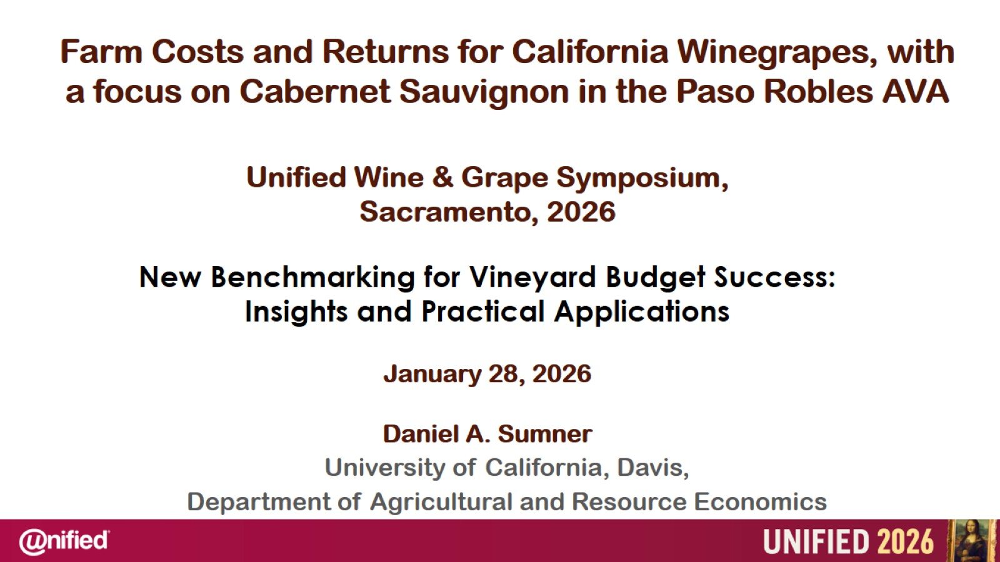 Farm Costs and Returns for California Winegrapes, with
a focus on Cabernet Sauvignon in the Paso Robles AVA
Unified Wine & Grape Symposium,
Sacramento, 2026
New Benchmarking for Vineyard Budget Success:
Insights and Practical Applications
January 28, 2026
Daniel A. Sumner
University of California, Davis,
Department of Agricultural and Resource Economics
unified
UNIFIED 2026